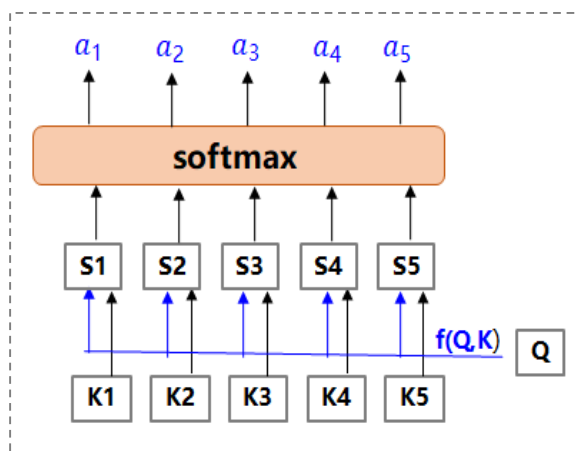 a1 a2 a3 a4 a5
softmax
S1 S2 S3 S4 S5
f(Q,K)
Q
K1 K2 K3 K4 K5